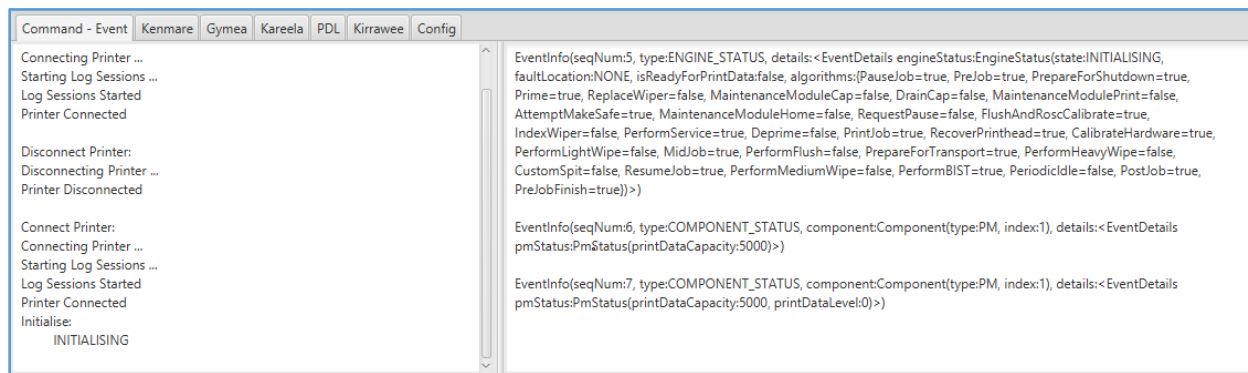 Command - Event Kenmare Gymea Kareela PDL Kirrawee Config
Connecting Printer ...
Starting Log Sessions ...
Log Sessions Started
Printer Connected
Disconnect Printer:
Disconnecting Printer ...
Printer Disconnected
Connect Printer:
Connecting Printer ...
Starting Log Sessions ...
Log Sessions Started
Printer Connected
Initialise:
INITIALISING
EventInfo(seqNum:5, type:ENGINE_STATUS, details:<EventDetails engineStatus:EngineStatus(state:INITIALISING,
faultLocation:NONE, isReadyForPrintData:false, algorithms:{PauseJob=true, PreJob=true, PrepareForShutdown=true,
Prime=true, ReplaceWiper=false, MaintenanceModuleCap=false, DrainCap=false, MaintenanceModulePrint=false,
AttemptMakeSafe=true, MaintenanceModuleHome=false, RequestPause=false, FlushAndRoscCalibrate=true,
IndexWiper=false, PerformService=true, Deprime=false, PrintJob=true, RecoverPrinthead=true, CalibrateHardware=true,
PerformLightWipe=false, MidJob=true, PerformFlush=false, PrepareForTransport=true, PerformHeavyWipe=false,
CustomSpit=false, ResumeJob=true, PerformMediumWipe=false, PerformBIST=true, PeriodicIdle=false, PostJob=true,
PreJobFinish=true})>)
EventInfo(seqNum:6, type:COMPONENT_STATUS, component:Component(type:PM, index:1), details:<EventDetails
pmStatus:PmStatus(printDataCapacity:5000)>)
EventInfo(seqNum:7, type:COMPONENT_STATUS, component:Component(type:PM, index:1), details:<EventDetails
pmStatus:PmStatus(printDataCapacity:5000, printDataLevel:0)>)